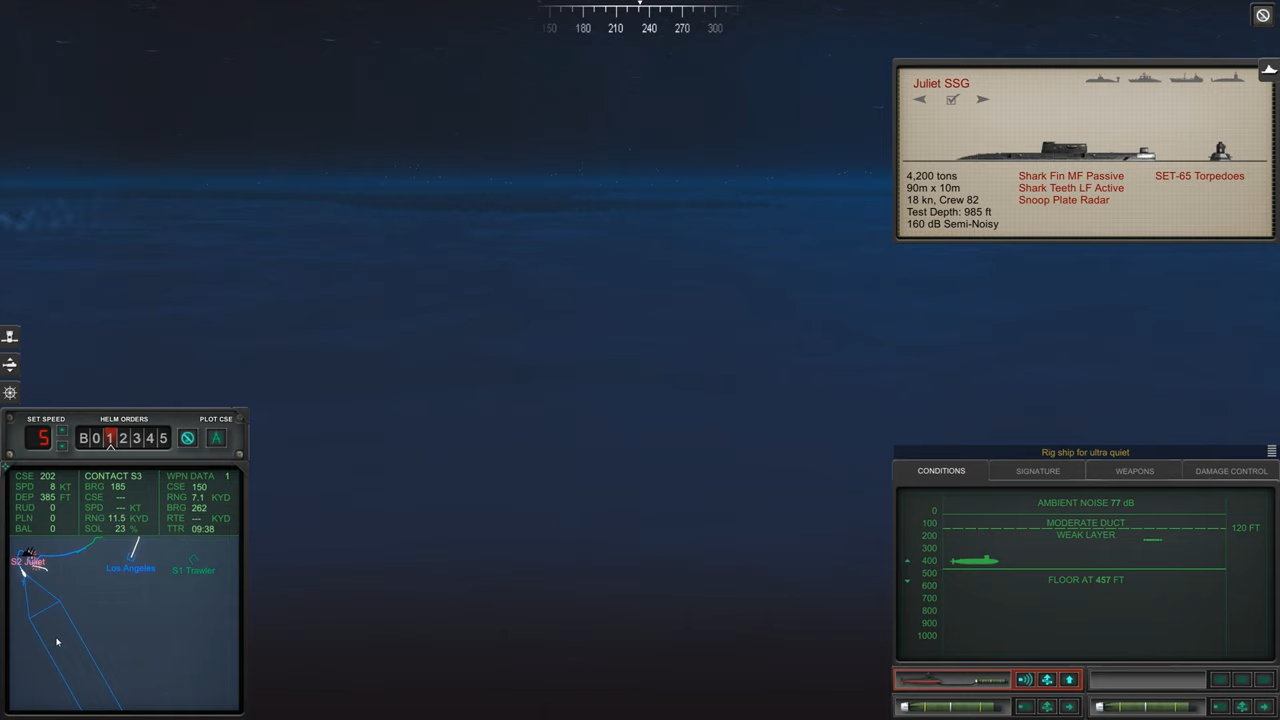 150 180 210 240 270 300
Juliet SSG
4,200 tons
90m x 10m
18 kn, Crew 82
Test Depth: 985 ft
160 dB Semi-Noisy
Shark Fin MF Passive
Shark Teeth LF Active
Snoop Plate Radar
SET-65 Torpedoes
SET SPEED HELM ORDERS PLOT CSE
5 B 0 1 2 3 4 5 A
CSE 202 CONTACT S3 WPN DATA 1
SPD 8 KT BRG 185 CSE 150
DEP 385 FT CSE --- RNG 7.1 KYD
RUD 0 SPD --- KT BRG 262
PLN 0 RNG 11.5 KYD RTE --- KYD
BAL 0 SOL 23 % TTR 09:38
S2 Juliet
Los Angeles
S1 Trawler
Rig ship for ultra quiet
CONDITIONS SIGNATURE WEAPONS DAMAGE CONTROL
AMBIENT NOISE 77 dB
0
100
200
300
400
500
600
700
800
900
1000
MODERATE DUCT
120 FT
WEAK LAYER
FLOOR AT 457 FT